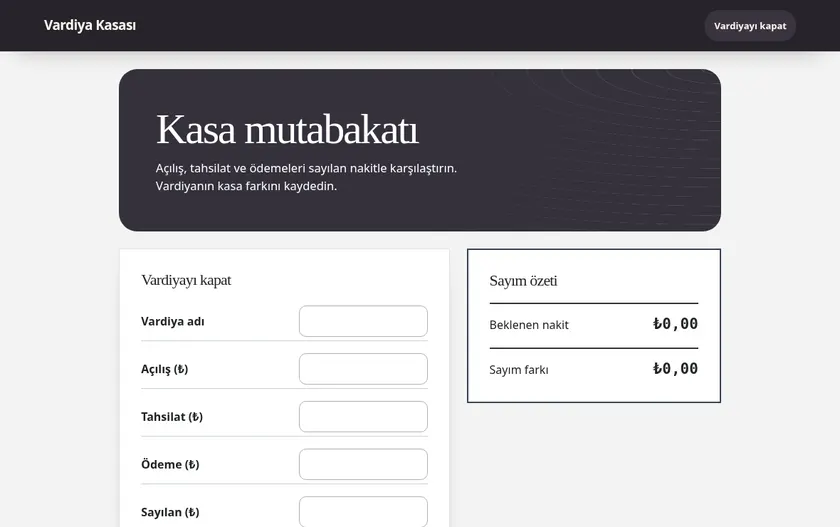 Vardiya Kasası
Vardiyayı kapat
Kasa mutabakatı
Açılış, tahsilat ve ödemeleri sayılan nakitle karşılaştırın.
Vardiyanın kasa farkını kaydedin.
Vardiyayı kapat
Vardiya adı
Açılış (₺)
Tahsilat (₺)
Ödeme (₺)
Sayılan (₺)
Sayım özeti
Beklenen nakit ₺0,00
Sayım farkı ₺0,00